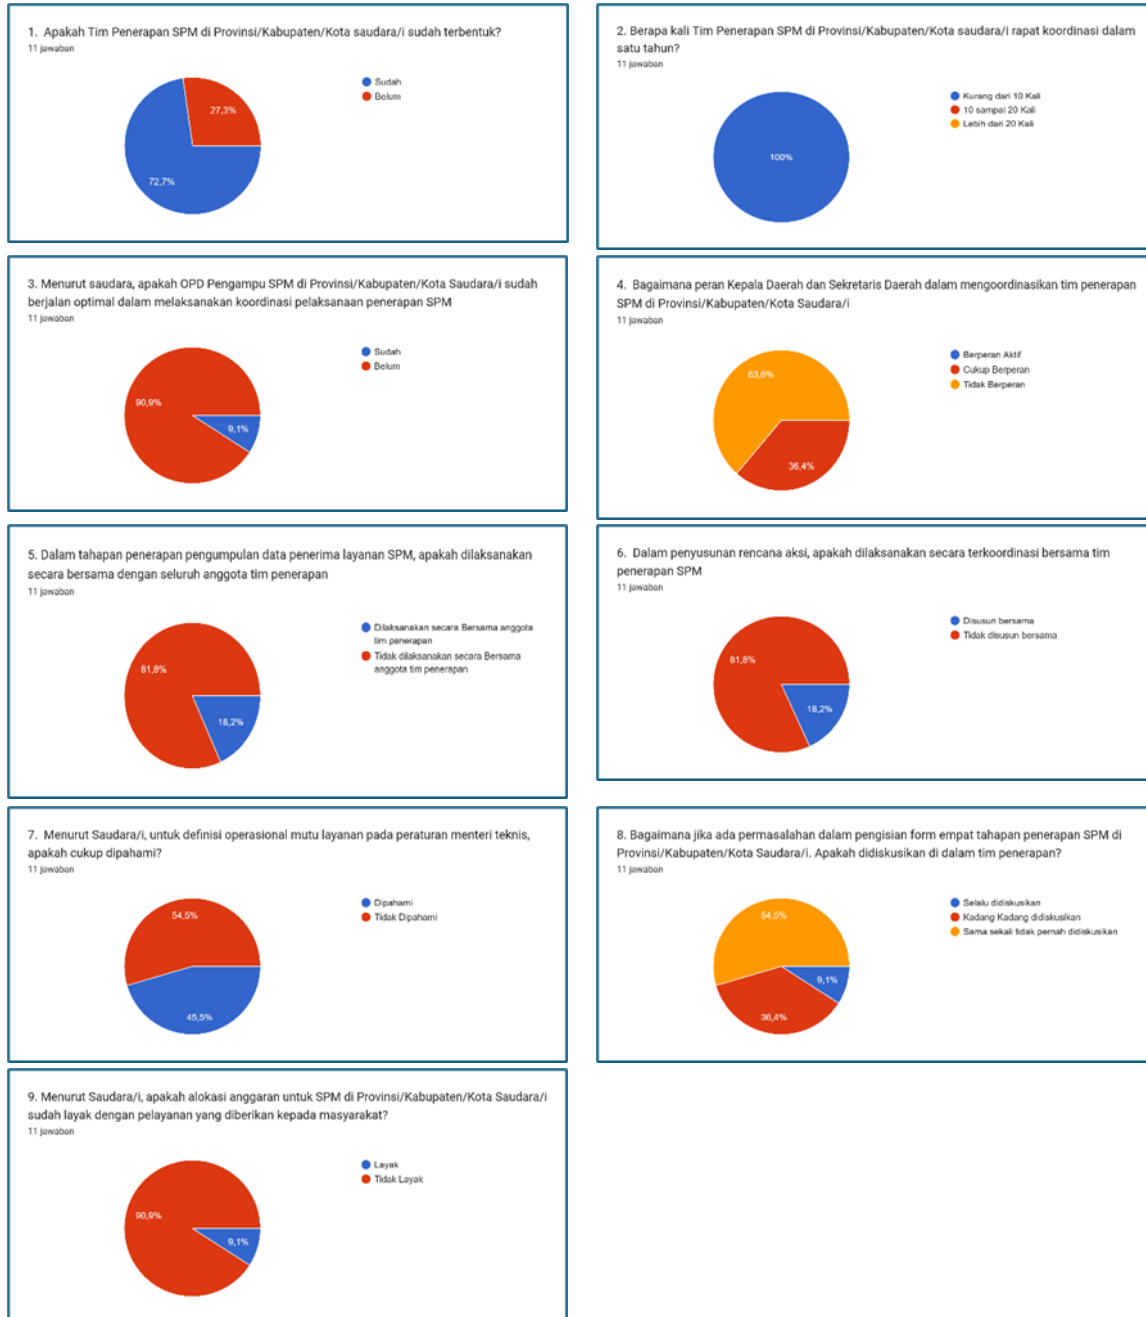 1. Apakah Tim Penerapan SPM di Provinsi/Kabupaten/Kota saudara/i sudah terbentuk?
11 jawaban
Sudah
Belum
27,3%
72,7%
2. Berapa kali Tim Penerapan SPM di Provinsi/Kabupaten/Kota saudara/i rapat koordinasi dalam
satu tahun?
11 jawaban
Kurang dari 10 Kali
10 sampai 20 Kali
Lebih dari 20 Kali
100%
3. Menurut saudara, apakah OPD Pengampu SPM di Provinsi/Kabupaten/Kota Saudara/i sudah
berjalan optimal dalam melaksanakan koordinasi pelaksanaan penerapan SPM
11 jawaban
Sudah
Belum
90,9%
9,1%
4. Bagaimana peran Kepala Daerah dan Sekretaris Daerah dalam mengoordinasikan tim penerapan
SPM di Provinsi/Kabupaten/Kota Saudara/i
11 jawaban
Berperan Aktif
Cukup Berperan
Tidak Berperan
63,6%
36,4%
5. Dalam tahapan penerapan pengumpulan data penerima layanan SPM, apakah dilaksanakan
secara bersama dengan seluruh anggota tim penerapan
11 jawaban
Dilaksanakan secara Bersama anggota
tim penerapan
Tidak dilaksanakan secara Bersama
anggota tim penerapan
81,8%
18,2%
6. Dalam penyusunan rencana aksi, apakah dilaksanakan secara terkoordinasi bersama tim
penerapan SPM
11 jawaban
Disusun bersama
Tidak disusun bersama
81,8%
18,2%
7. Menurut Saudara/i, untuk definisi operasional mutu layanan pada peraturan menteri teknis,
apakah cukup dipahami?
11 jawaban
Dipahami
Tidak Dipahami
54,5%
45,5%
8. Bagaimana jika ada permasalahan dalam pengisian form empat tahapan penerapan SPM di
Provinsi/Kabupaten/Kota Saudara/i. Apakah didiskusikan di dalam tim penerapan?
11 jawaban
Selalu didiskusikan
Kadang Kadang didiskusikan
Sama sekali tidak pernah didiskusikan
54,5%
9,1%
36,4%
9. Menurut Saudara/i, apakah alokasi anggaran untuk SPM di Provinsi/Kabupaten/Kota Saudara/i
sudah layak dengan pelayanan yang diberikan kepada masyarakat?
11 jawaban
Layak
Tidak Layak
90,9%
9,1%